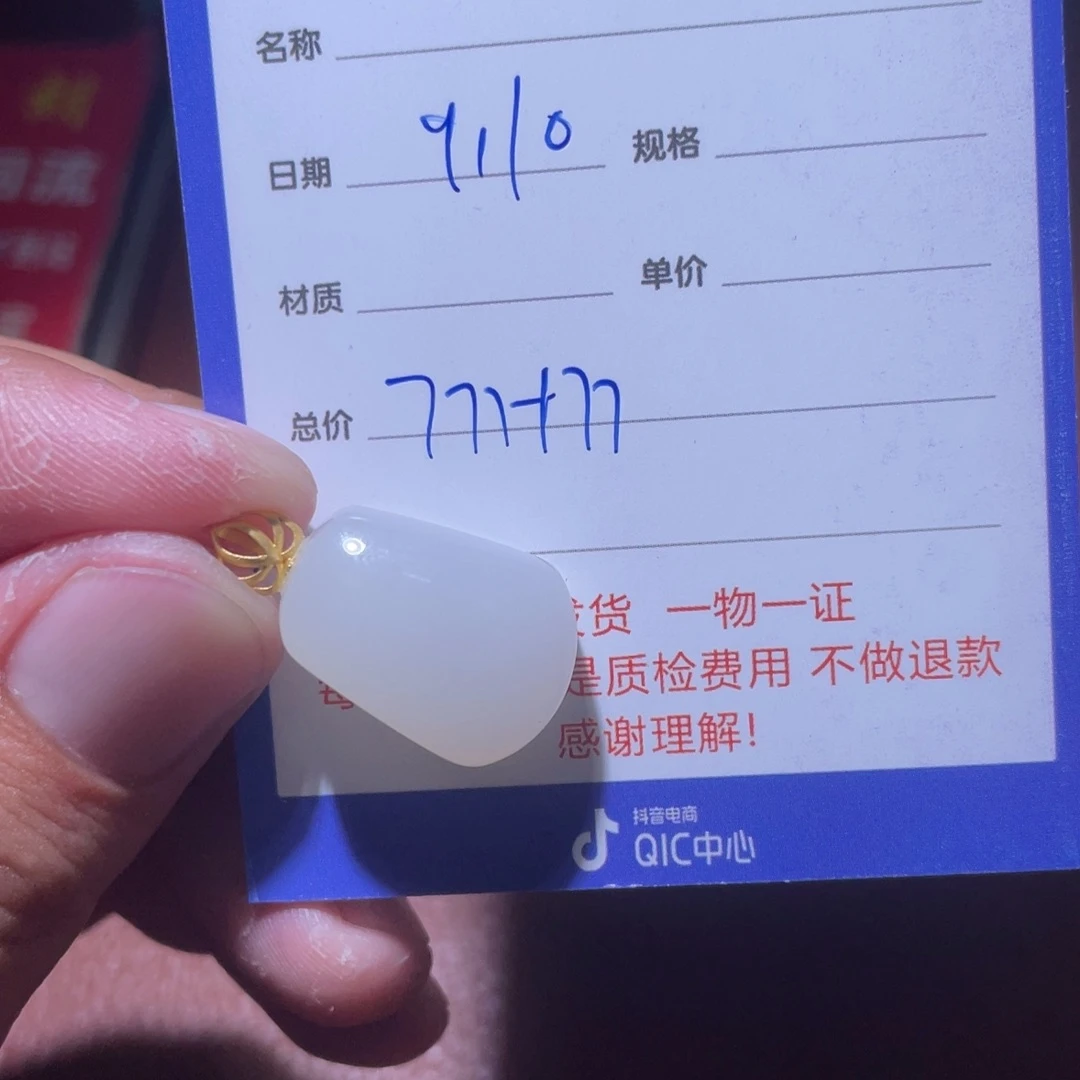 名称
日期 9.10 规格
材质 单价
总价 777+77
货 一物一证
是质检费用 不做退款
感谢理解!
抖音电商
QIC中心
流